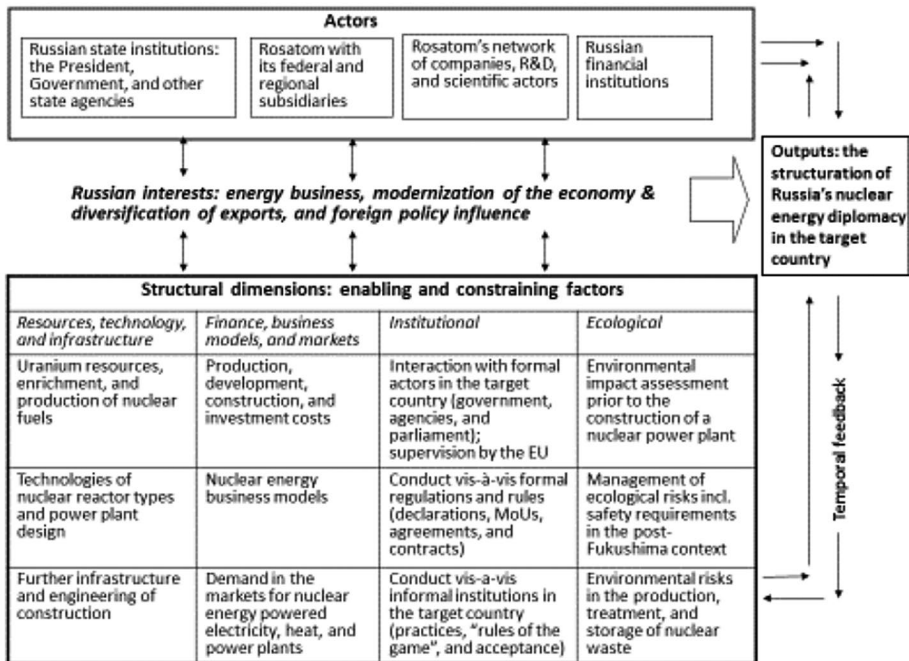 Actors
Russian state institutions:
the President,
Government, and other
state agencies
Rosatom with
its federal and
regional
subsidiaries
Rosatom's network
of companies, R&D,
and scientific actors
Russian
financial
institutions
Russian interests: energy business, modernization of the economy &
diversification of exports, and foreign policy influence
Outputs: the
structuration of
Russia's nuclear
energy diplomacy
in the target
country
Structural dimensions: enabling and constraining factors
Resources, technology,
and infrastructure
Finance, business
models, and markets
Institutional
Ecological
Uranium resources,
enrichment, and
production of nuclear
fuels
Production,
development,
construction, and
investment costs
Interaction with formal
actors in the target
country (government,
agencies, and
parliament);
supervision by the EU
Environmental
impact assessment
prior to the
construction of a
nuclear power plant
Technologies of
nuclear reactor types
and power plant
design
Nuclear energy
business models
Conduct vis-à-vis formal
regulations and rules
(declarations, MoUs,
agreements, and
contracts)
Management of
ecological risks incl.
safety requirements
in the post-
Fukushima context
Further infrastructure
and engineering of
construction
Demand in the
markets for nuclear
energy powered
electricity, heat, and
power plants
Conduct vis-a-vis
informal institutions in
the target country
(practices, "rules of the
game", and acceptance)
Environmental risks
in the production,
treatment, and
storage of nuclear
waste
Temporal feedback